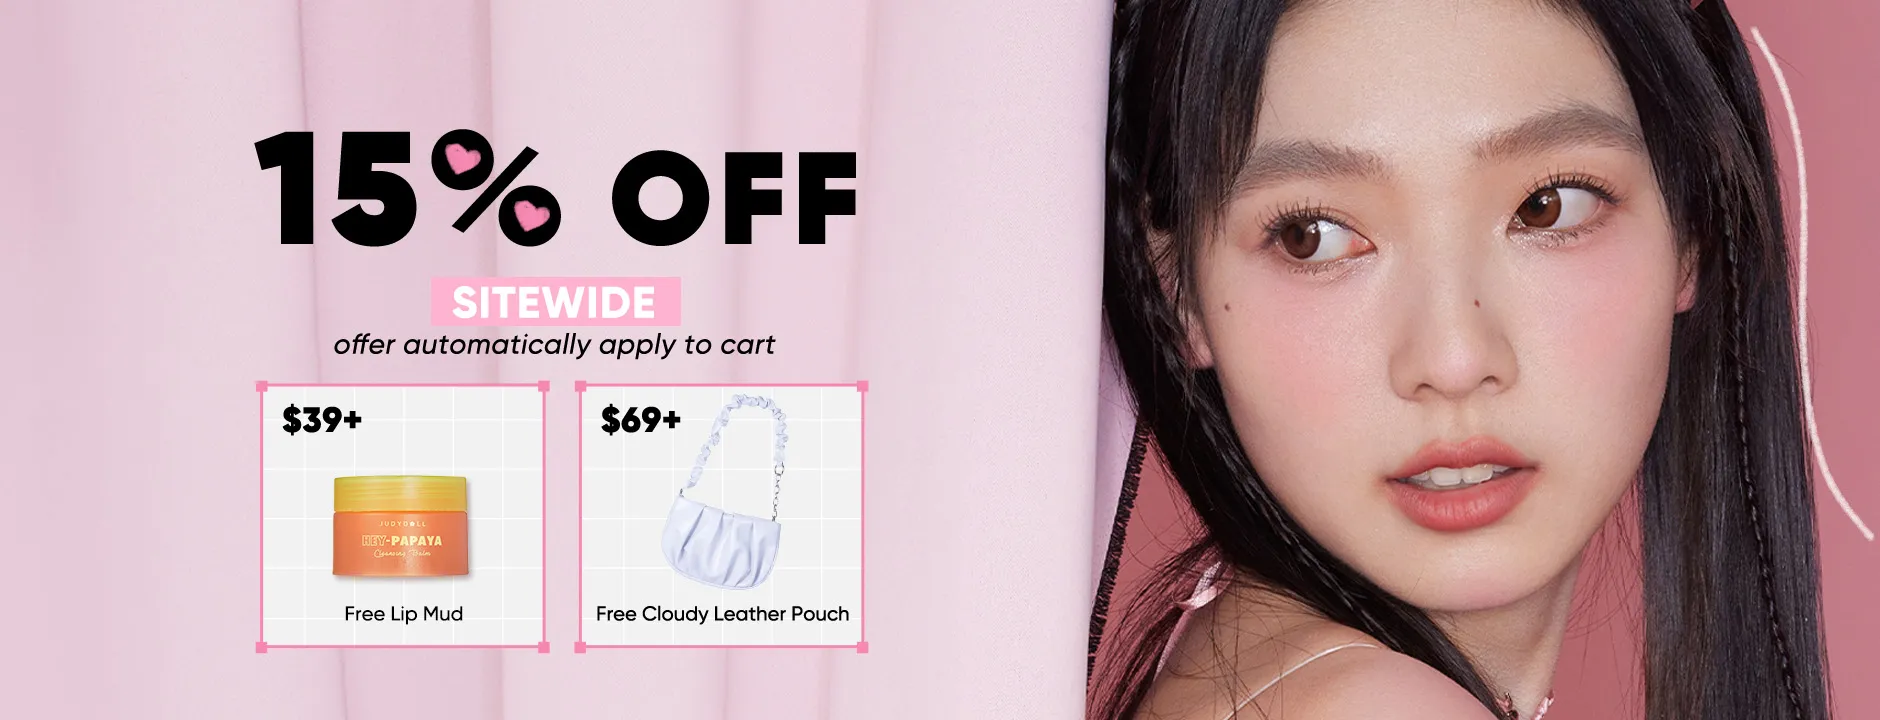 15% OFF
SITEWIDE
offer automatically apply to cart
$39+
JUDYDOLL
HEY-PAPAYA
Cleansing Balm
Free Lip Mud
$69+
Free Cloudy Leather Pouch